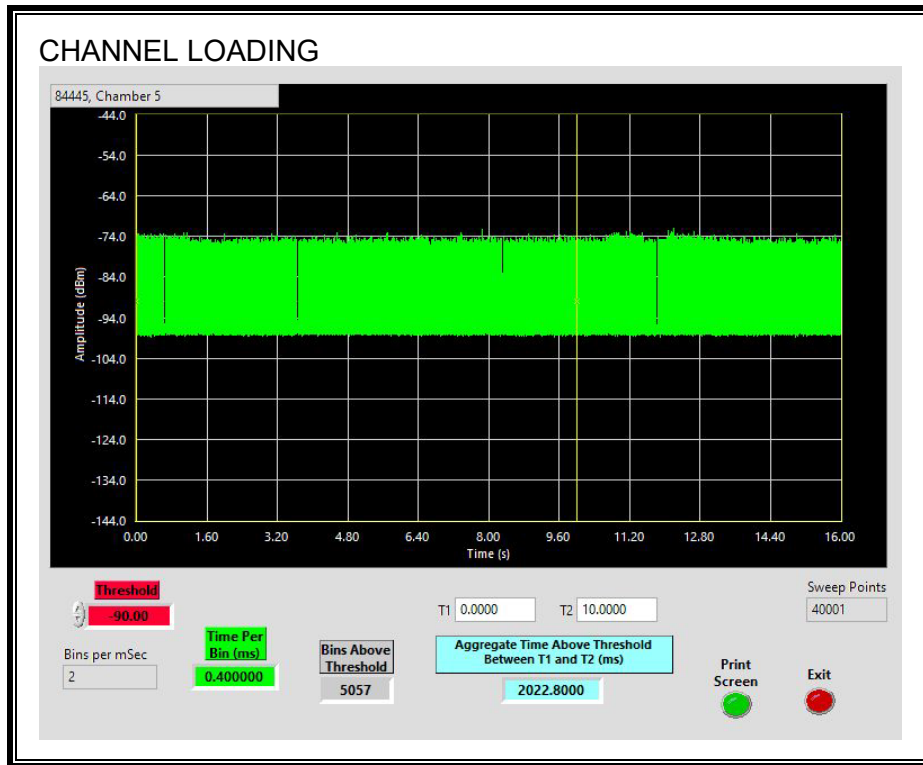 CHANNEL LOADING
84445, Chamber 5
-44.0
-54.0
-64.0
-74.0
-84.0
-94.0
-104.0
-114.0
-124.0
-134.0
-144.0
Amplitude (dBm)
0.00 1.60 3.20 4.80 6.40 8.00 9.60 11.20 12.80 14.40 16.00
Time (s)
Threshold
-90.00
Bins per mSec
2
Time Per
Bin (ms)
0.400000
Bins Above
Threshold
5057
T1 0.0000 T2 10.0000
Aggregate Time Above Threshold
Between T1 and T2 (ms)
2022.8000
Sweep Points
40001
Print
Screen
Exit